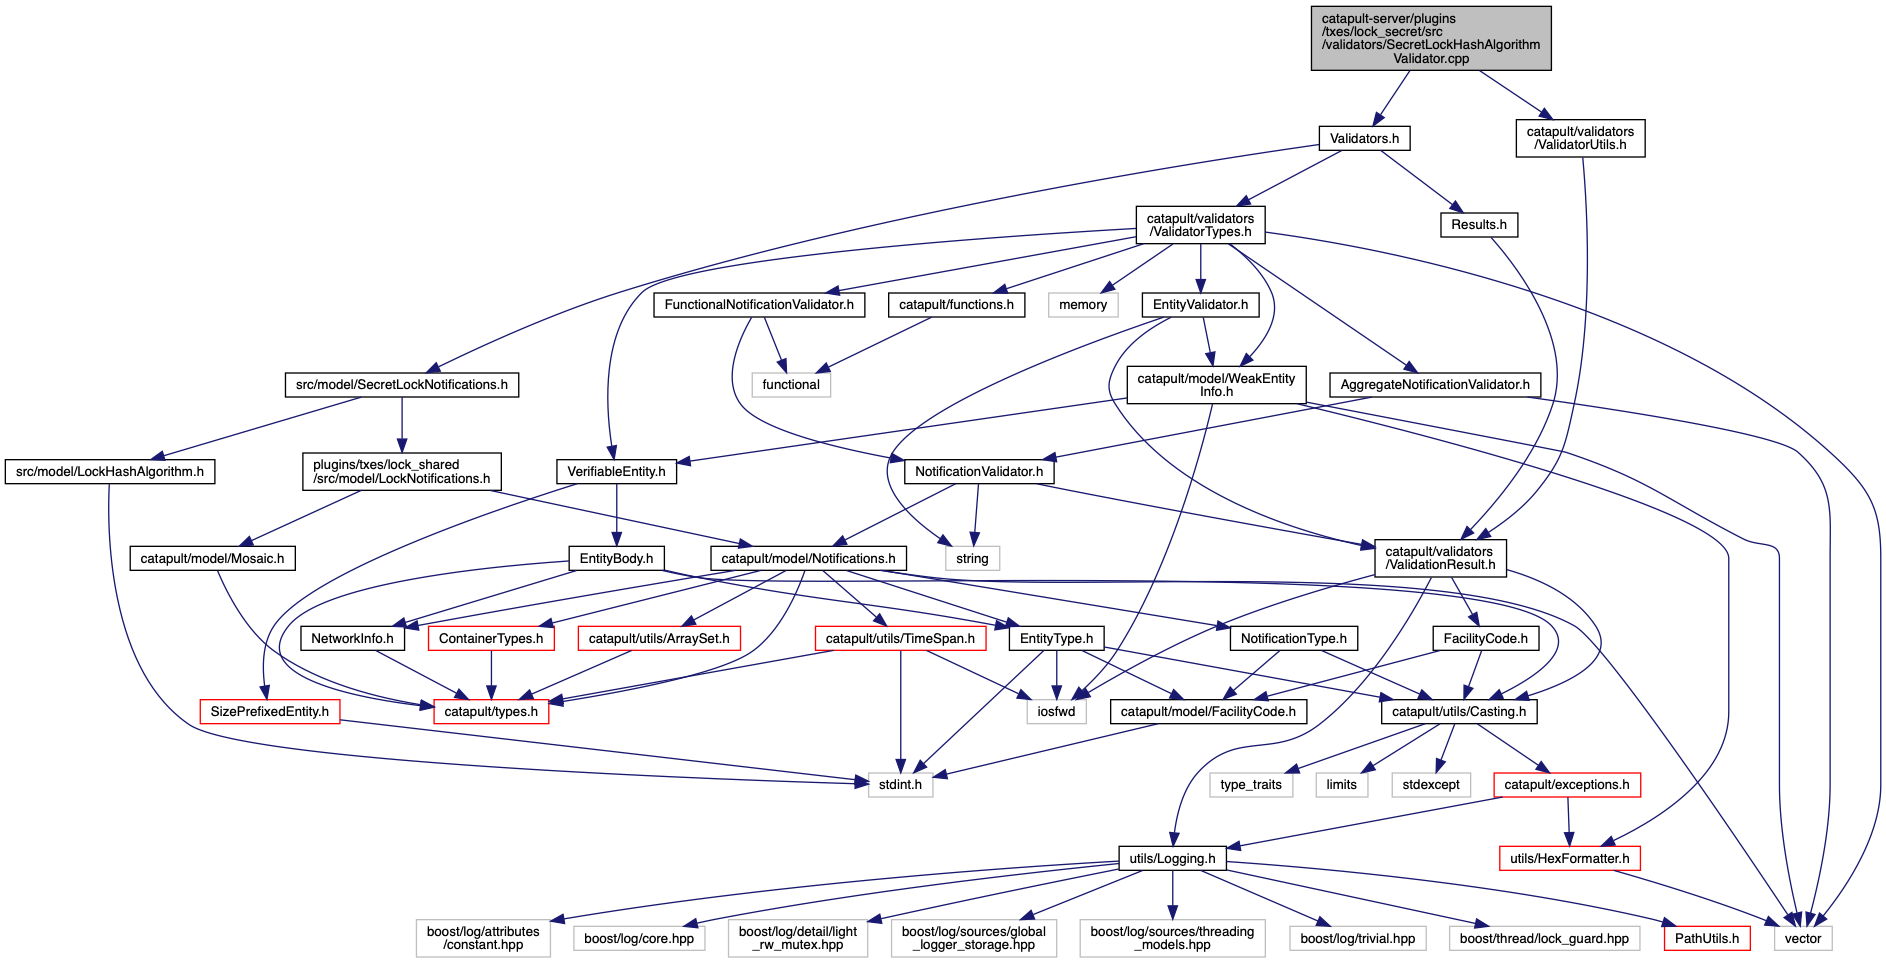 catapult-server/plugins
/txes/lock_secret/src
/validators/SecretLockHashAlgorithm
Validator.cpp
Validators.h
catapult/validators
/ValidatorUtils.h
catapult/validators
/ValidatorTypes.h
Results.h
FunctionalNotificationValidator.h
catapult/functions.h
memory
EntityValidator.h
src/model/SecretLockNotifications.h
functional
catapult/model/WeakEntity
Info.h
AggregateNotificationValidator.h
src/model/LockHashAlgorithm.h
plugins/txes/lock_shared
/src/model/LockNotifications.h
VerifiableEntity.h
NotificationValidator.h
catapult/model/Mosaic.h
EntityBody.h
catapult/model/Notifications.h
string
catapult/validators
/ValidationResult.h
NetworkInfo.h
ContainerTypes.h
catapult/utils/ArraySet.h
catapult/utils/TimeSpan.h
EntityType.h
NotificationType.h
FacilityCode.h
SizePrefixedEntity.h
catapult/types.h
iosfwd
catapult/model/FacilityCode.h
catapult/utils/Casting.h
stdint.h
type_traits
limits
stdexcept
catapult/exceptions.h
utils/Logging.h
utils/HexFormatter.h
boost/log/attributes
/constant.hpp
boost/log/core.hpp
boost/log/detail/light
_rw_mutex.hpp
boost/log/sources/global
_logger_storage.hpp
boost/log/sources/threading
_models.hpp
boost/log/trivial.hpp
boost/thread/lock_guard.hpp
PathUtils.h
vector